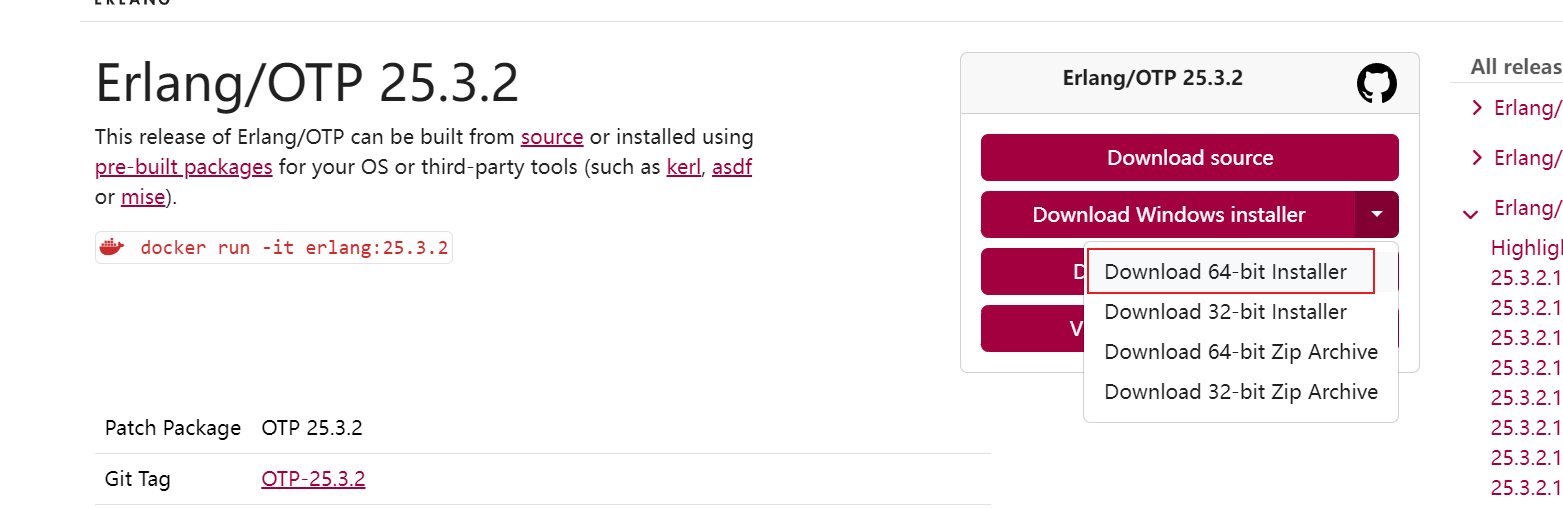 ERLANG
Erlang/OTP 25.3.2
This release of Erlang/OTP can be built from source or installed using
pre-built packages for your OS or third-party tools (such as kerl, asdf
or mise).
docker run -it erlang:25.3.2
Patch Package OTP 25.3.2
Git Tag OTP-25.3.2
Erlang/OTP 25.3.2
Download source
Download Windows installer
D
Download 64-bit Installer
Download 32-bit Installer
V
Download 64-bit Zip Archive
Download 32-bit Zip Archive
All releas
Erlang/
Erlang/
Erlang/
Highligh
25.3.2.1
25.3.2.1
25.3.2.1
25.3.2.1
25.3.2.1
25.3.2.1
25.3.2.1
25.3.2.1